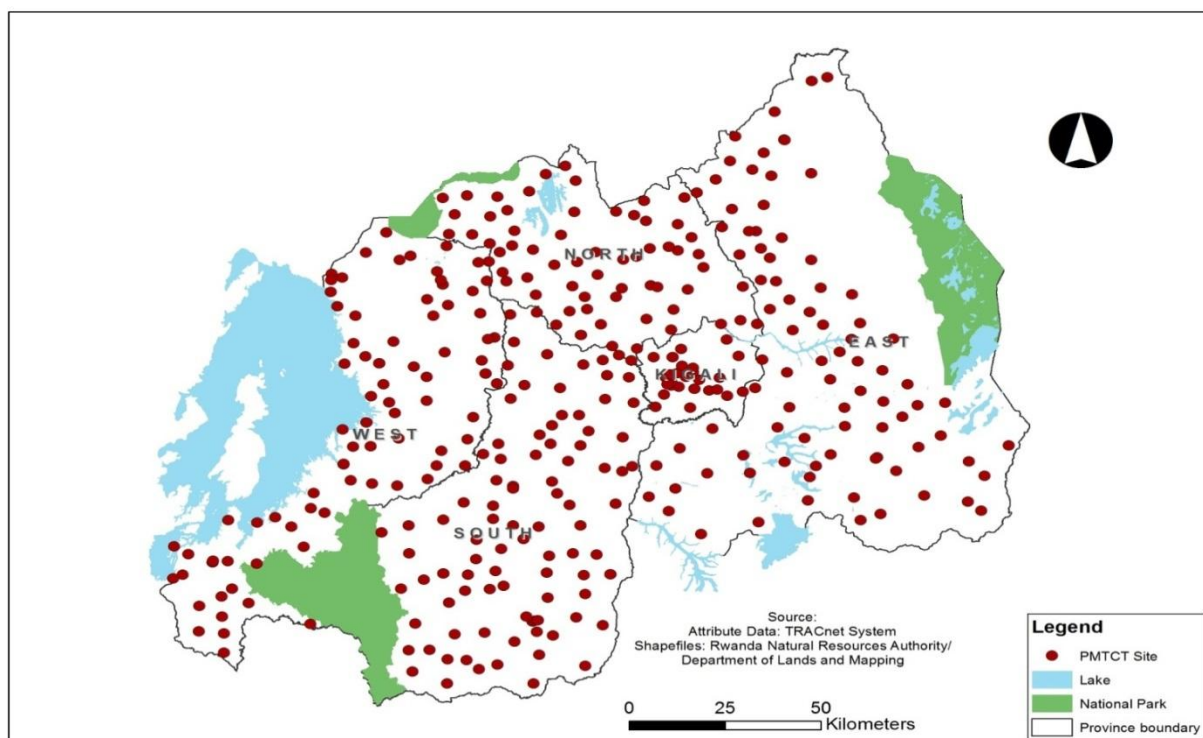 NORTH
EAST
KIGALI
WEST
SOUTH
Source:
Attribute Data: TRACnet System
Shapefiles: Rwanda Natural Resources Authority/
Department of Lands and Mapping
0 25 50
Kilometers
Legend
PMTCT Site
Lake
National Park
Province boundary